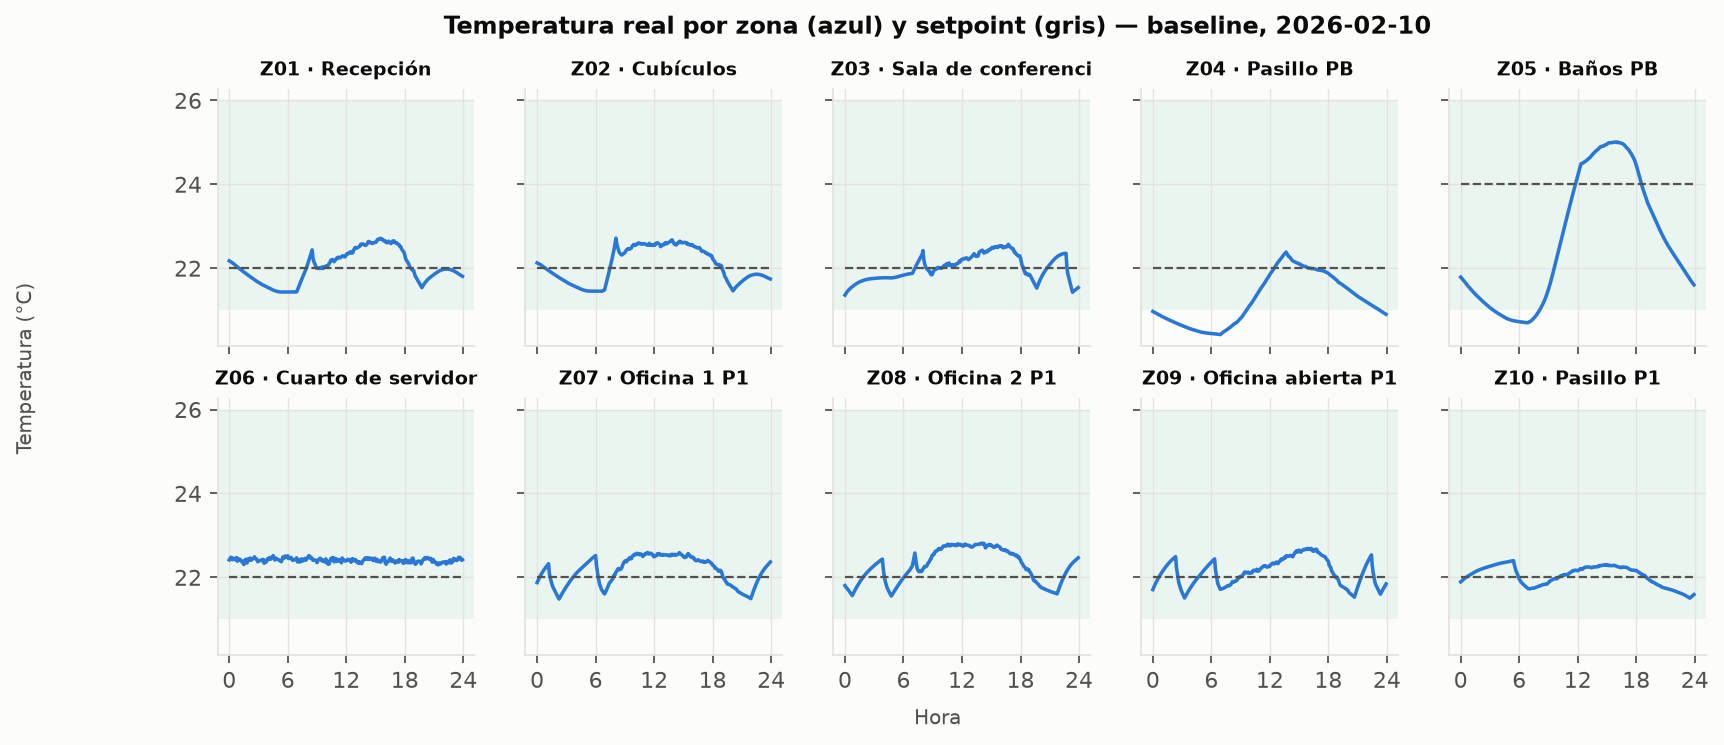 Temperatura real por zona (azul) y setpoint (gris) — baseline, 2026-02-10
Z01 · Recepción
Z02 · Cubículos
Z03 · Sala de conferenci
Z04 · Pasillo PB
Z05 · Baños PB
26
24
22
Temperatura (°C)
Z06 · Cuarto de servidor
Z07 · Oficina 1 P1
Z08 · Oficina 2 P1
Z09 · Oficina abierta P1
Z10 · Pasillo P1
26
24
22
0 6 12 18 24
0 6 12 18 24
0 6 12 18 24
0 6 12 18 24
0 6 12 18 24
Hora